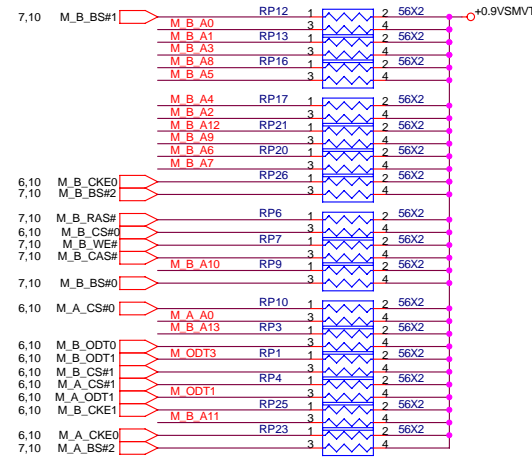 7,10 M_B_BS#1 RP12 1 2 56X2 +0.9VSMVT
M_B_A0 3 4
M_B_A1 RP13 1 2 56X2
M_B_A3 3 4
M_B_A8 RP16 1 2 56X2
M_B_A5 3 4
M_B_A4 RP17 1 2 56X2
M_B_A2 3 4
M_B_A12 RP21 1 2 56X2
M_B_A9 3 4
M_B_A6 RP20 1 2 56X2
M_B_A7 3 4
6,10 M_B_CKE0 RP26 1 2 56X2
7,10 M_B_BS#2 3 4
7,10 M_B_RAS# RP6 1 2 56X2
6,10 M_B_CS#0 3 4
7,10 M_B_WE# RP7 1 2 56X2
7,10 M_B_CAS# 3 4
M_B_A10 RP9 1 2 56X2
7,10 M_B_BS#0 3 4
6,10 M_A_CS#0 RP10 1 2 56X2
M_A_A0 3 4
M_B_A13 RP3 1 2 56X2
6,10 M_B_ODT0 3 4
6,10 M_B_ODT1 M_ODT3 RP1 1 2 56X2
6,10 M_B_CS#1 3 4
6,10 M_A_CS#1 RP4 1 2 56X2
6,10 M_A_ODT1 M_ODT1 3 4
6,10 M_B_CKE1 RP25 1 2 56X2
M_B_A11 3 4
6,10 M_A_CKE0 RP23 1 2 56X2
7,10 M_A_BS#2 3 4